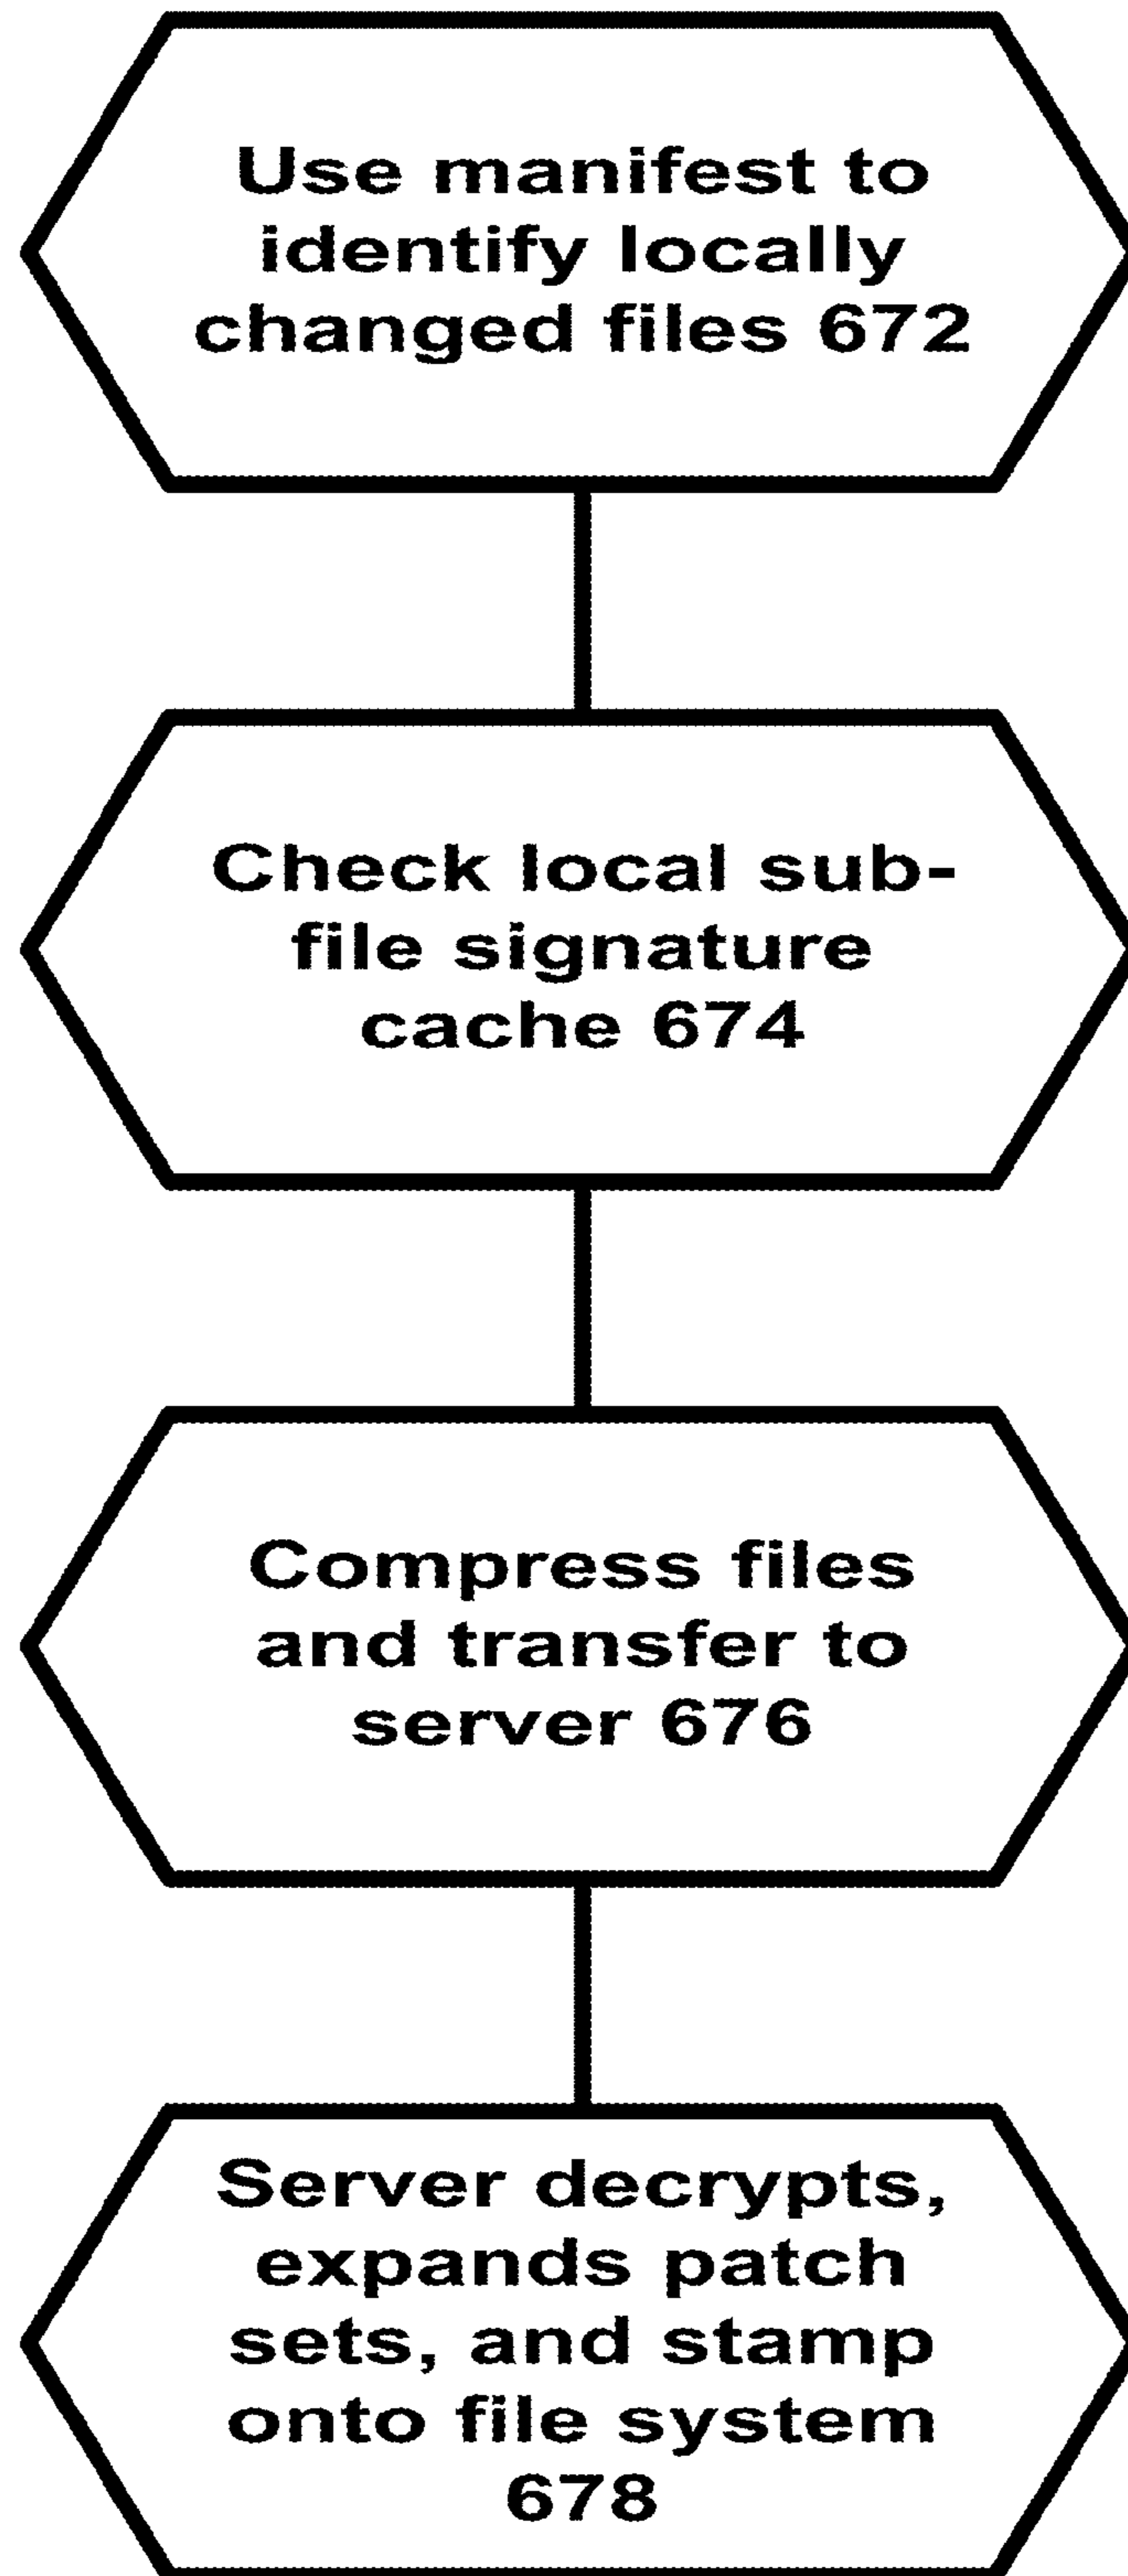 Use manifest to
identify locally
changed files 672
Check local sub-
file signature
cache 674
Compress files
and transfer to
server 676
Server decrypts,
expands patch
sets, and stamp
onto file system
678